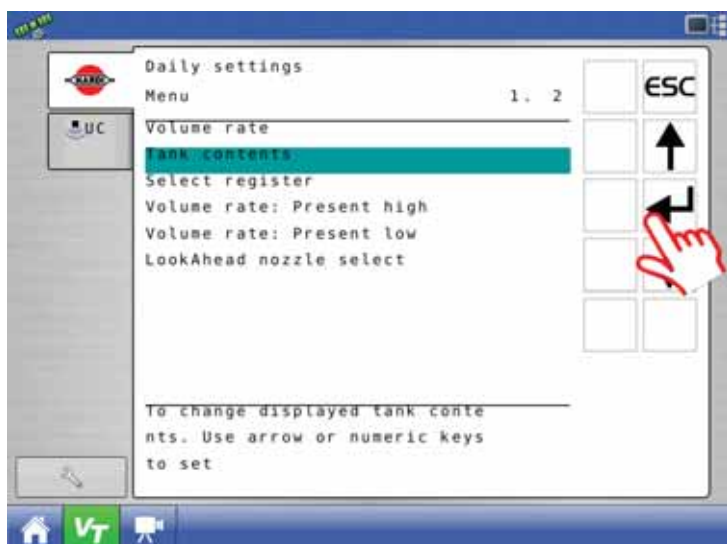 HARDI
UC
Daily settings
Menu 1. 2
Volume rate
Tank contents
Select register
Volume rate: Present high
Volume rate: Present low
LookAhead nozzle select
To change displayed tank conte
nts. Use arrow or numeric keys
to set
ESC
VT